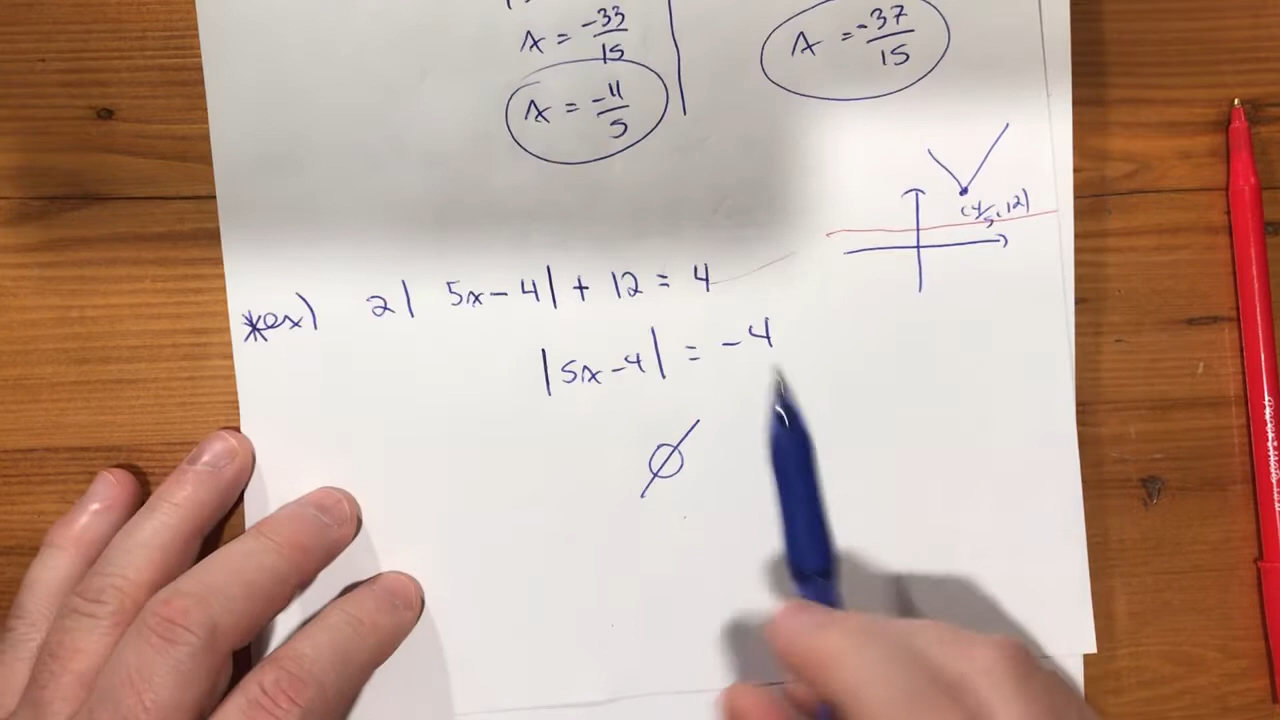 A = -33/15
A = -37/15
A = -11/5
(4/5, 12)
*ex) 2| 5x-4| + 12 = 4
|5x-4| = -4
∅